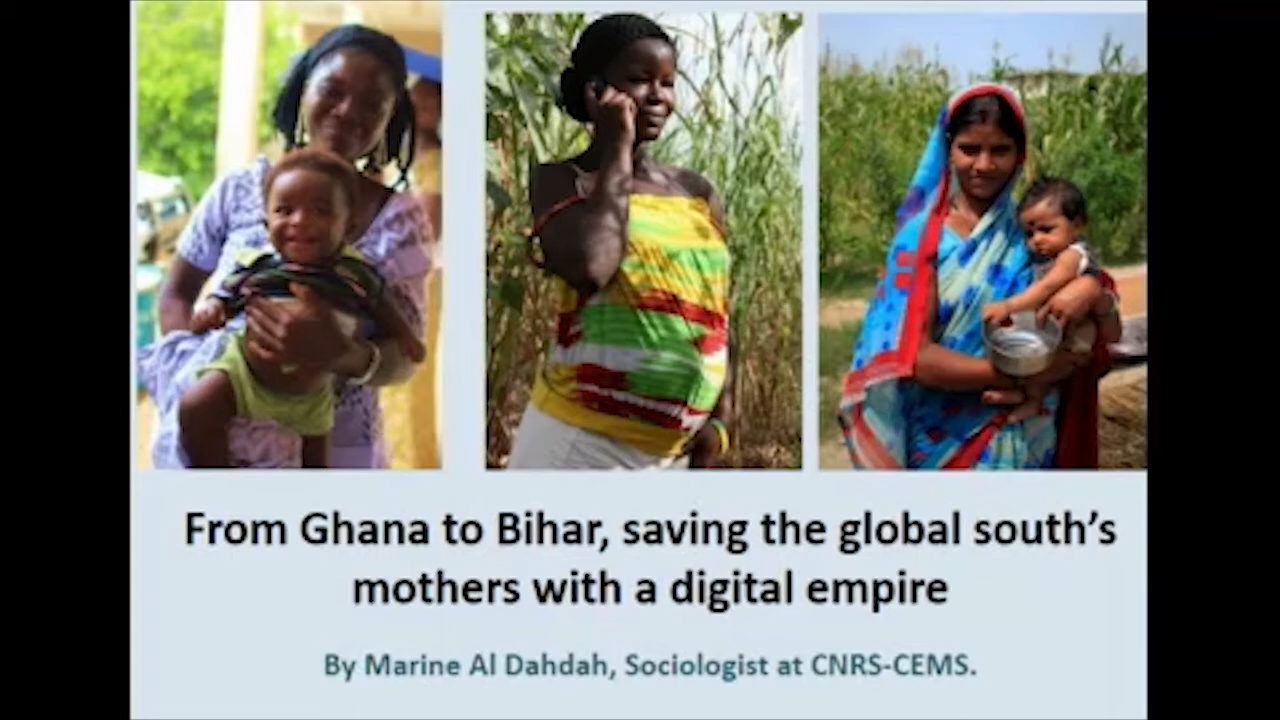 From Ghana to Bihar, saving the global south's
mothers with a digital empire
By Marine Al Dahdah, Sociologist at CNRS-CEMS.